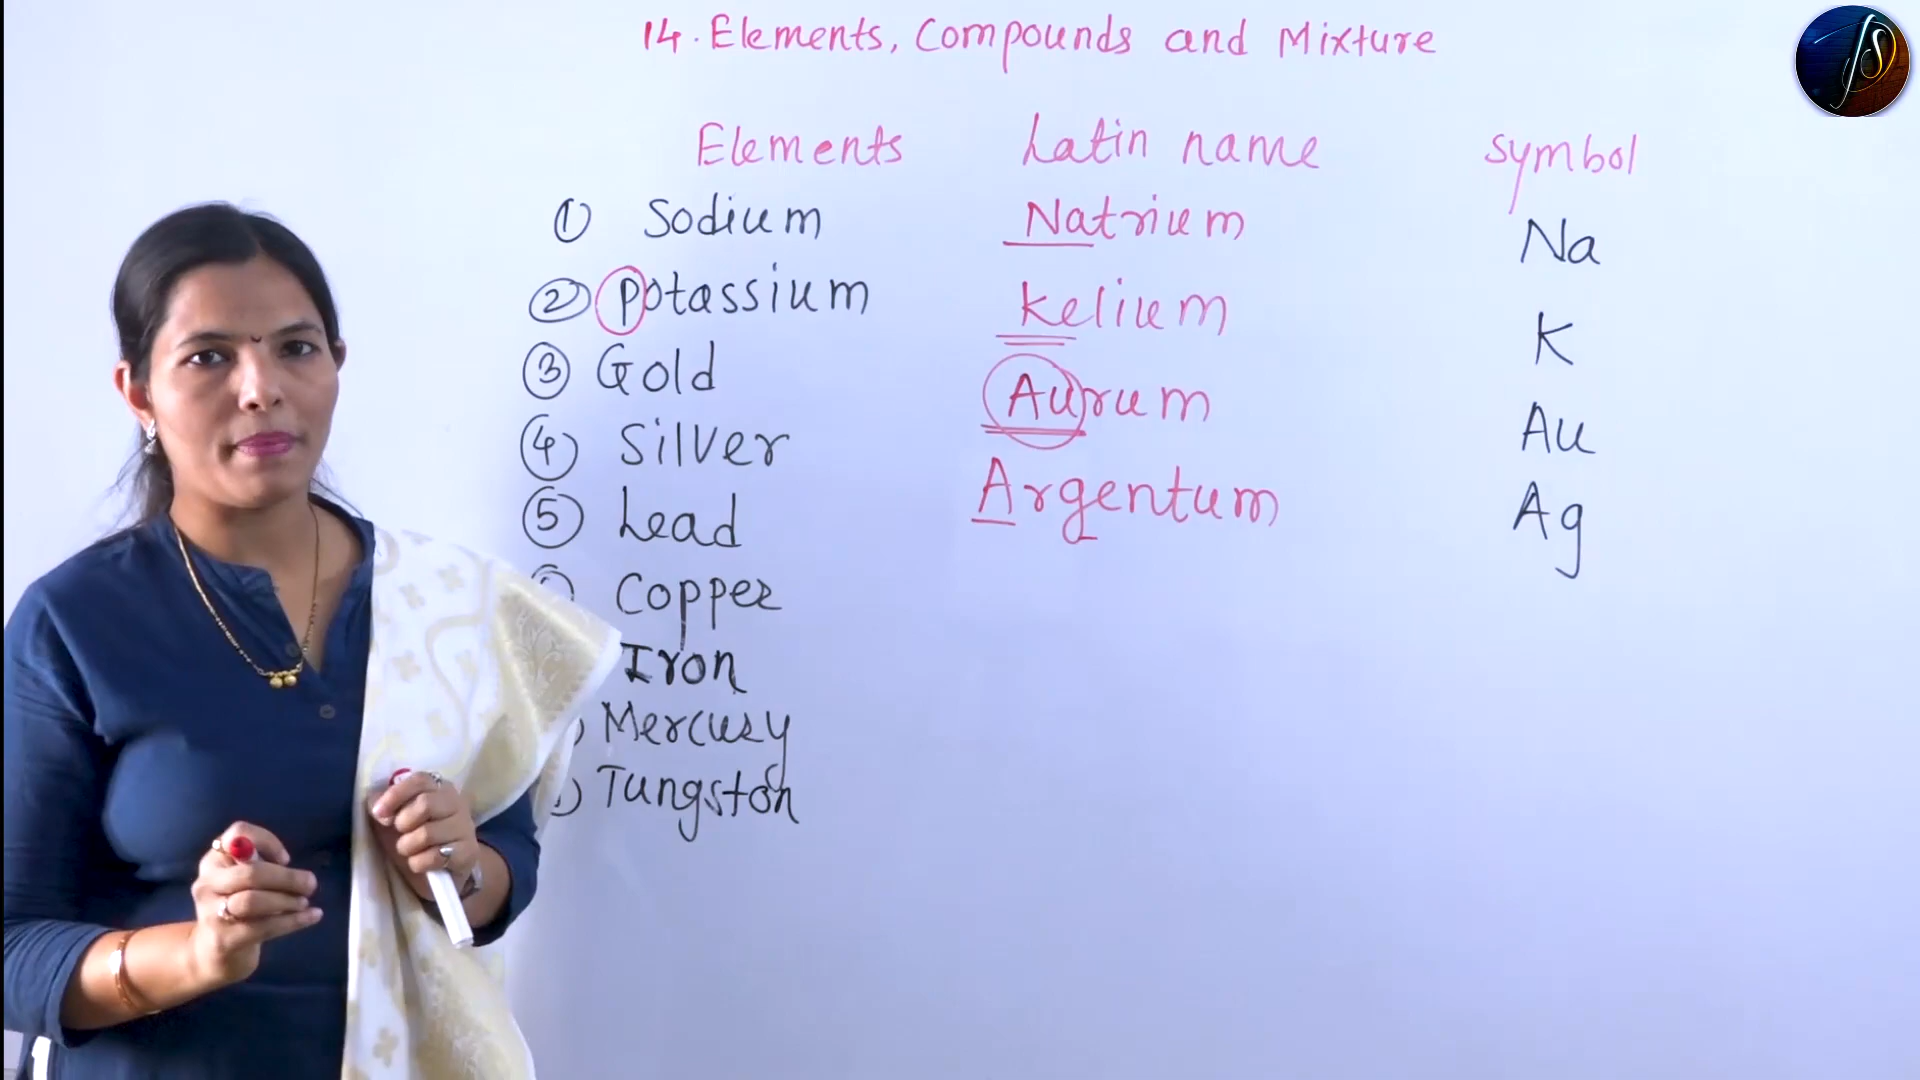 14. Elements, Compounds and Mixture
Elements Latin name Symbol
① Sodium Natrium Na
② Potassium Kelium K
③ Gold Aurum Au
④ Silver Argentum Ag
⑤ Lead
Copper
Iron
Mercury
Tungston